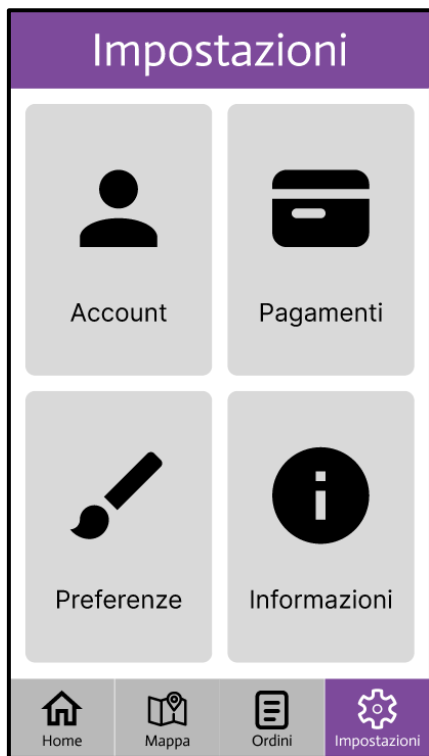 Impostazioni
Account
Pagamenti
Preferenze
Informazioni
Home
Mappa
Ordini
Impostazioni